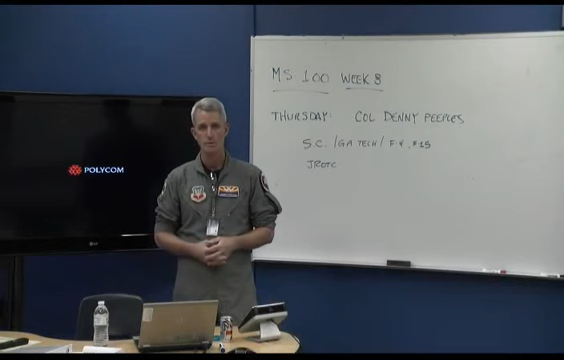 MS 100 WEEK 8
THURSDAY: COL DENNY PEEPLES
S.C. / GA TECH / F-4, F-15
JROTC
POLYCOM